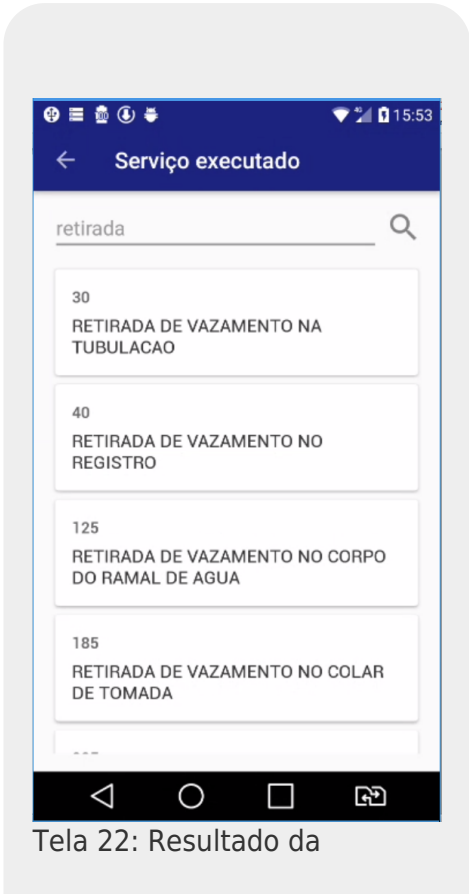 15:53
Serviço executado
retirada
30
RETIRADA DE VAZAMENTO NA
TUBULACAO
40
RETIRADA DE VAZAMENTO NO
REGISTRO
125
RETIRADA DE VAZAMENTO NO CORPO
DO RAMAL DE AGUA
185
RETIRADA DE VAZAMENTO NO COLAR
DE TOMADA
Tela 22: Resultado da